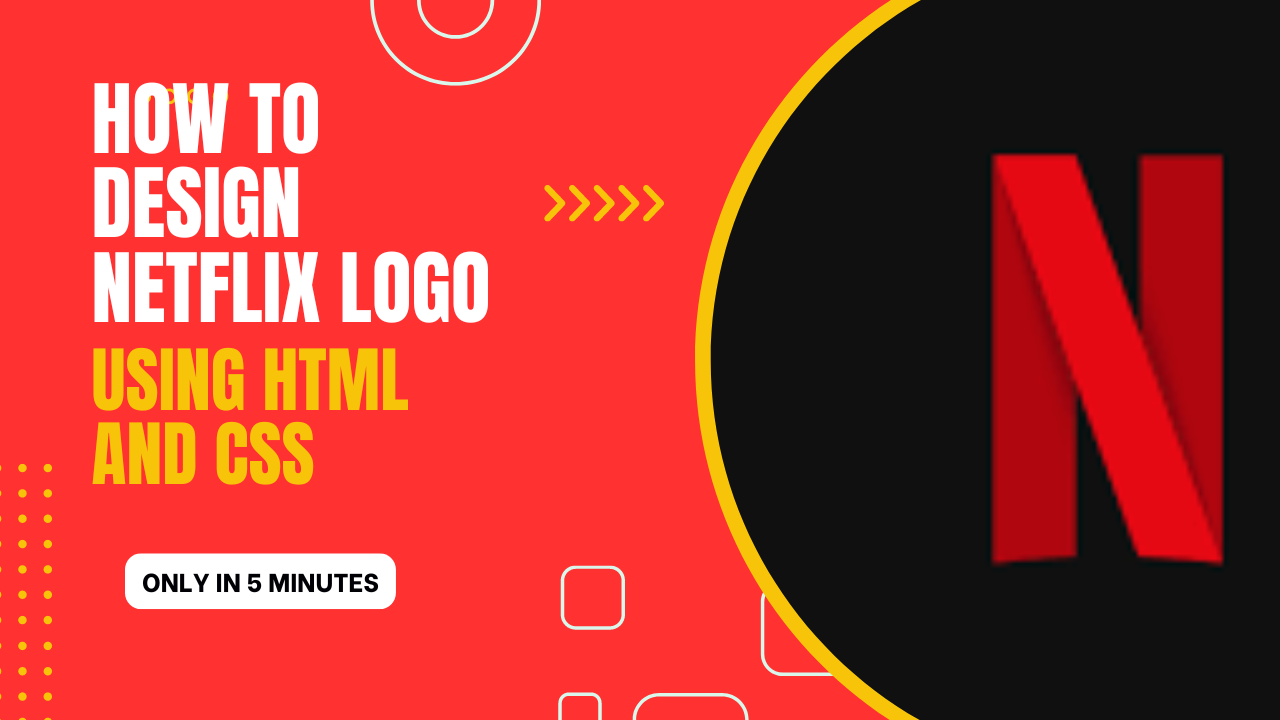 HOW TO
DESIGN
NETFLIX LOGO
USING HTML
AND CSS
ONLY IN 5 MINUTES
N